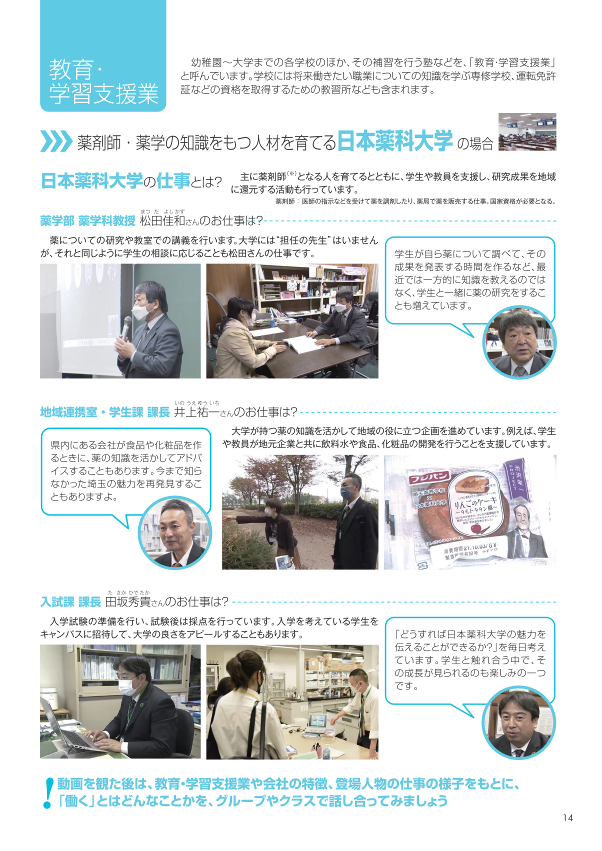 教育・
学習支援業
幼稚園～大学までの各学校のほか、その補習を行う塾などを、「教育・学習支援業」
と呼んでいます。学校には将来働きたい職業についての知識を学ぶ専修学校、運転免許
証などの資格を取得するための教習所なども含まれます。
薬剤師・薬学の知識をもつ人材を育てる日本薬科大学 の場合
日本薬科大学の仕事とは？
主に薬剤師(※)となる人を育てるとともに、学生や教員を支援し、研究成果を地域
に還元する活動も行っています。
薬剤師：医師の指示などを受けて薬を調剤したり、薬局で薬を販売する仕事。国家資格が必要となる。
まつ だ よしかず
薬学部 薬学科教授 松田佳和さんのお仕事は？
薬についての研究や教室での講義を行います。大学には“担任の先生”はいません
が、それと同じように学生の相談に応じることも松田さんの仕事です。
学生が自ら薬について調べて、その
成果を発表する時間を作るなど、最
近では一方的に知識を教えるのでは
なく、学生と一緒に薬の研究をするこ
とも増えています。
いの うえ ゆう いち
地域連携室・学生課 課長 井上祐一さんのお仕事は？
大学が持つ薬の知識を活かして地域の役に立つ企画を進めています。例えば、学生
や教員が地元企業と共に飲料水や食品、化粧品の開発を行うことを支援しています。
県内にある会社が食品や化粧品を作
るときに、薬の知識を活かしてアドバ
イスすることもあります。今まで知ら
なかった埼玉の魅力を再発見するこ
ともありますよ。
フレッパン
りんごのケーキ
た さか ひで たか
入試課 課長 田坂秀貴さんのお仕事は？
入学試験の準備を行い、試験後は採点を行っています。入学を考えている学生を
キャンパスに招待して、大学の良さをアピールすることもあります。
「どうすれば日本薬科大学の魅力を
伝えることができるか？」を毎日考え
ています。学生と触れ合う中で、そ
の成長が見られるのも楽しみの一つ
です。
！動画を観た後は、教育・学習支援業や会社の特徴、登場人物の仕事の様子をもとに、
「働く」とはどんなことかを、グループやクラスで話し合ってみましょう
14